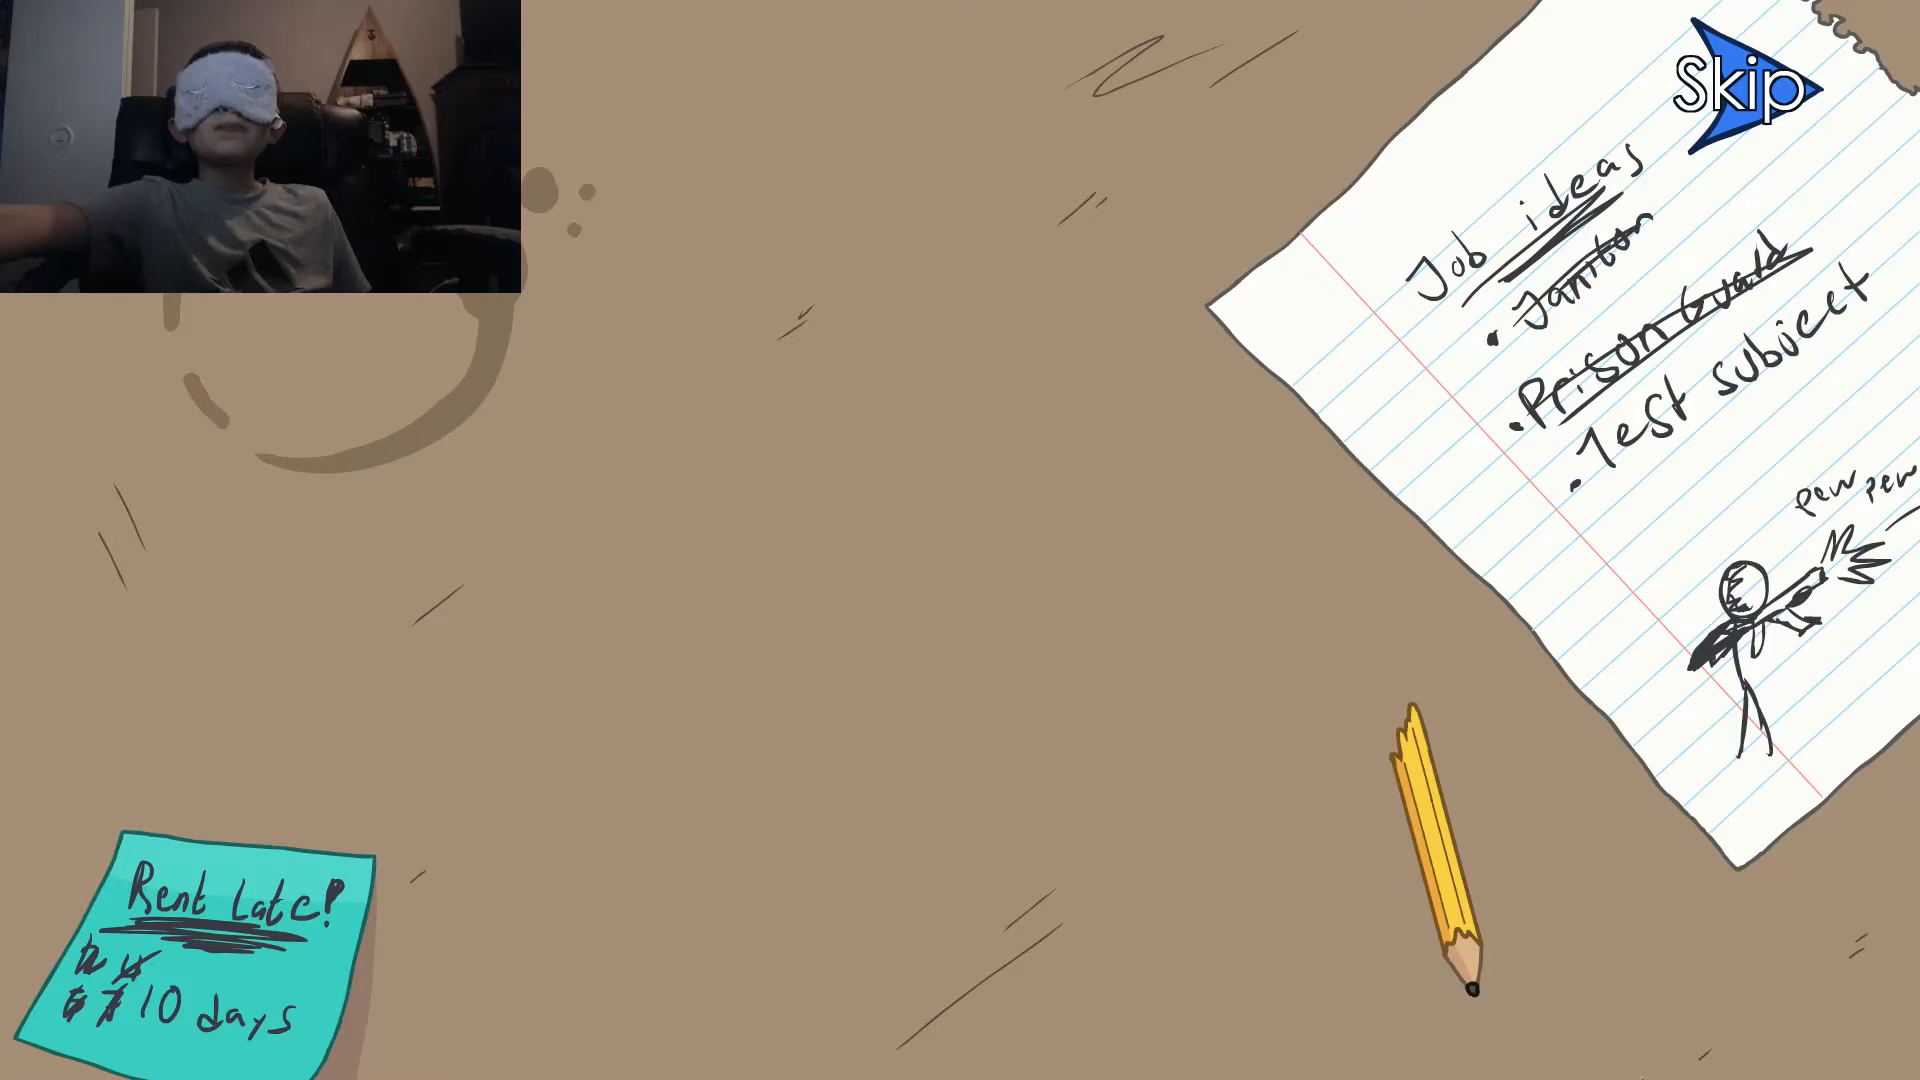 Skip
Job ideas
• Janitor
• Prison Guard
• Test subject
pew pew
Rent Late!
10 days